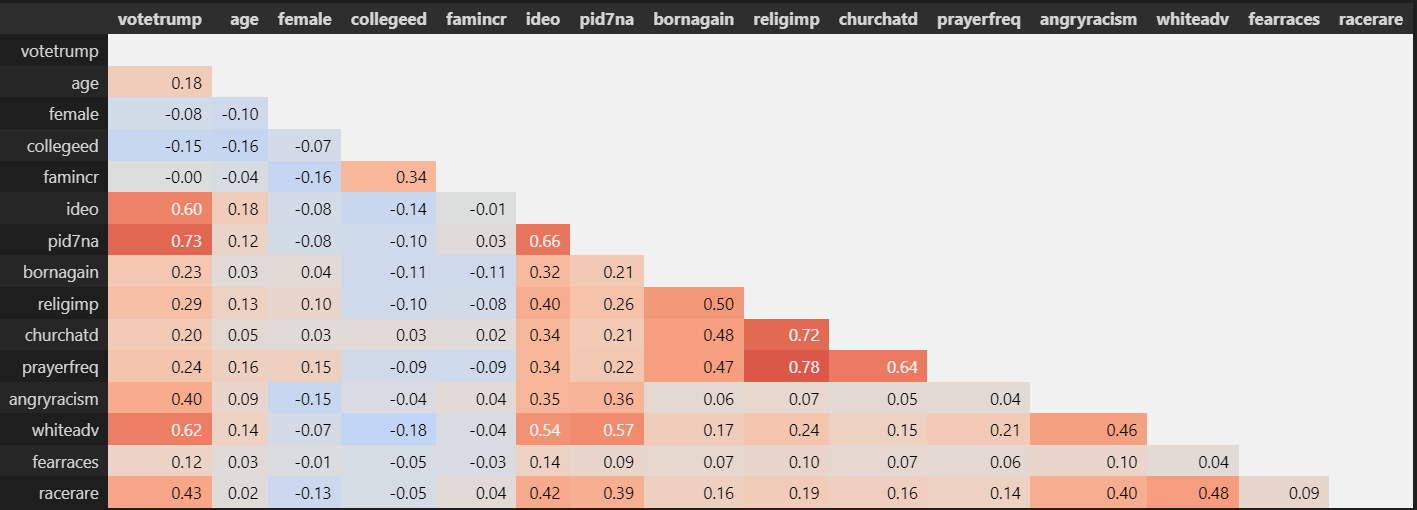 votetrump age female collegeed famincr ideo pid7na bornagain religimp churchatd prayerfreq angryracism whiteadv fearraces racerare
votetrump
age 0.18
female -0.08 -0.10
collegeed -0.15 -0.16 -0.07
famincr -0.00 -0.04 -0.16 0.34
ideo 0.60 0.18 -0.08 -0.14 -0.01
pid7na 0.73 0.12 -0.08 -0.10 0.03 0.66
bornagain 0.23 0.03 0.04 -0.11 -0.11 0.32 0.21
religimp 0.29 0.13 0.10 -0.10 -0.08 0.40 0.26 0.50
churchatd 0.20 0.05 0.03 0.03 0.02 0.34 0.21 0.48 0.72
prayerfreq 0.24 0.16 0.15 -0.09 -0.09 0.34 0.22 0.47 0.78 0.64
angryracism 0.40 0.09 -0.15 -0.04 0.04 0.35 0.36 0.06 0.07 0.05 0.04
whiteadv 0.62 0.14 -0.07 -0.18 -0.04 0.54 0.57 0.17 0.24 0.15 0.21 0.46
fearraces 0.12 0.03 -0.01 -0.05 -0.03 0.14 0.09 0.07 0.10 0.07 0.06 0.10 0.04
racerare 0.43 0.02 -0.13 -0.05 0.04 0.42 0.39 0.16 0.19 0.16 0.14 0.40 0.48 0.09